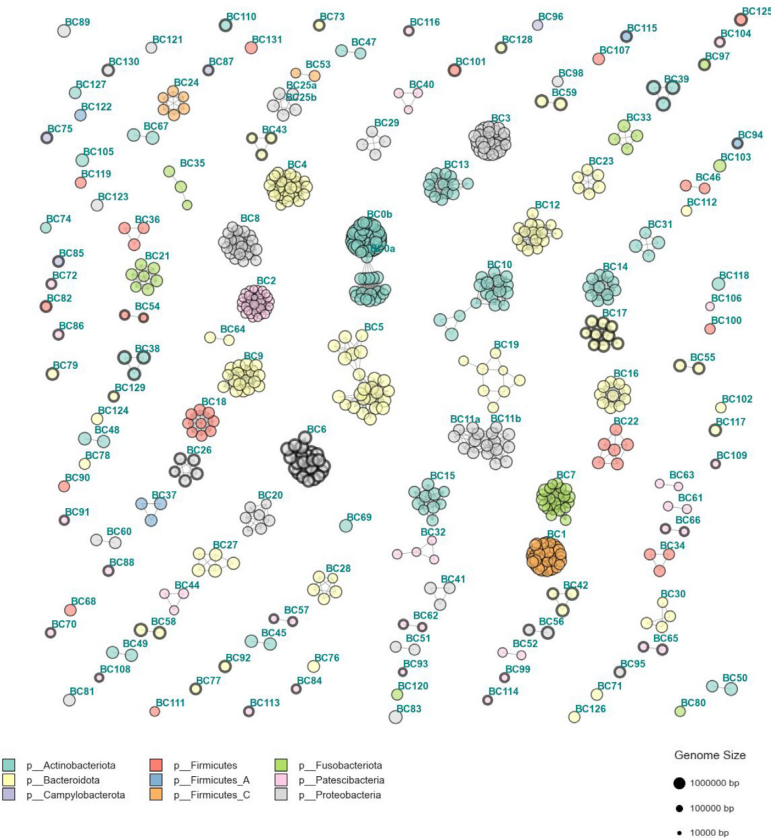 BC89
BC110
BC73
BC116
BC96
BC125
BC115
BC104
BC121
BC131
BC47
BC128
BC107
BC97
BC130
BC87
BC53
BC101
BC98
BC39
BC127
BC24
BC25a
BC25b
BC40
BC59
BC122
BC33
BC75
BC67
BC43
BC29
BC3
BC94
BC105
BC35
BC4
BC13
BC23
BC103
BC119
BC46
BC123
BC12
BC112
BC74
BC36
BC8
BC0b
BC0a
BC31
BC85
BC21
BC10
BC14
BC118
BC72
BC2
BC82
BC54
BC17
BC106
BC86
BC64
BC5
BC100
BC38
BC9
BC19
BC79
BC55
BC129
BC16
BC124
BC18
BC11a
BC11b
BC22
BC102
BC48
BC6
BC117
BC78
BC26
BC109
BC90
BC37
BC20
BC15
BC7
BC63
BC91
BC69
BC61
BC60
BC32
BC1
BC66
BC88
BC27
BC34
BC44
BC28
BC41
BC42
BC68
BC57
BC30
BC70
BC58
BC62
BC56
BC49
BC45
BC51
BC52
BC65
BC108
BC92
BC76
BC93
BC99
BC95
BC50
BC81
BC77
BC84
BC120
BC114
BC71
BC111
BC113
BC83
BC126
BC80
p__Actinobacteriota
p__Firmicutes
p__Fusobacteriota
p__Bacteroidota
p__Firmicutes_A
p__Patescibacteria
p__Campylobacterota
p__Firmicutes_C
p__Proteobacteria
Genome Size
1000000 bp
100000 bp
10000 bp